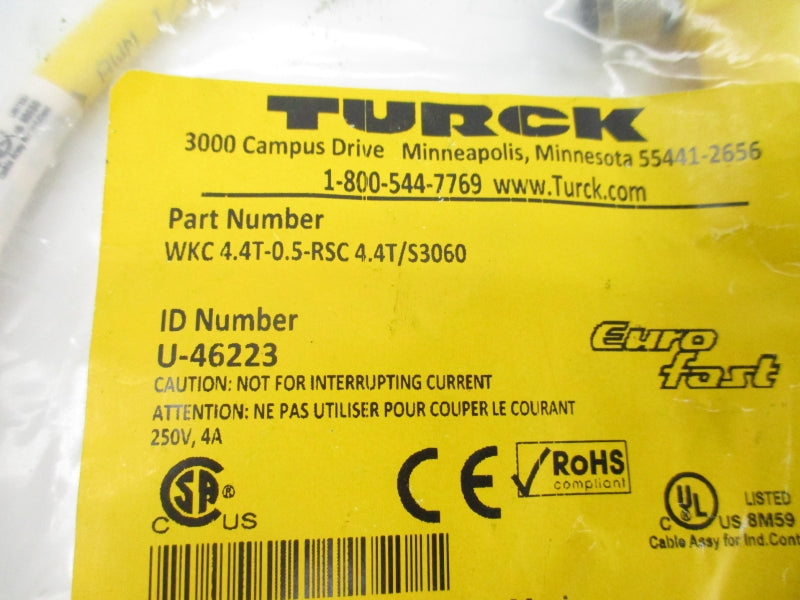 AWM
TURCK
3000 Campus Drive Minneapolis, Minnesota 55441-2656
1-800-544-7769 www.Turck.com
Part Number
WKC 4.4T-0.5-RSC 4.4T/S3060
ID Number
U-46223
Euro fast
CAUTION: NOT FOR INTERRUPTING CURRENT
ATTENTION: NE PAS UTILISER POUR COUPER LE COURANT
250V, 4A
C SA ® US
CE
RoHS compliant
C UL US LISTED 8M59
Cable Assy for Ind.Cont